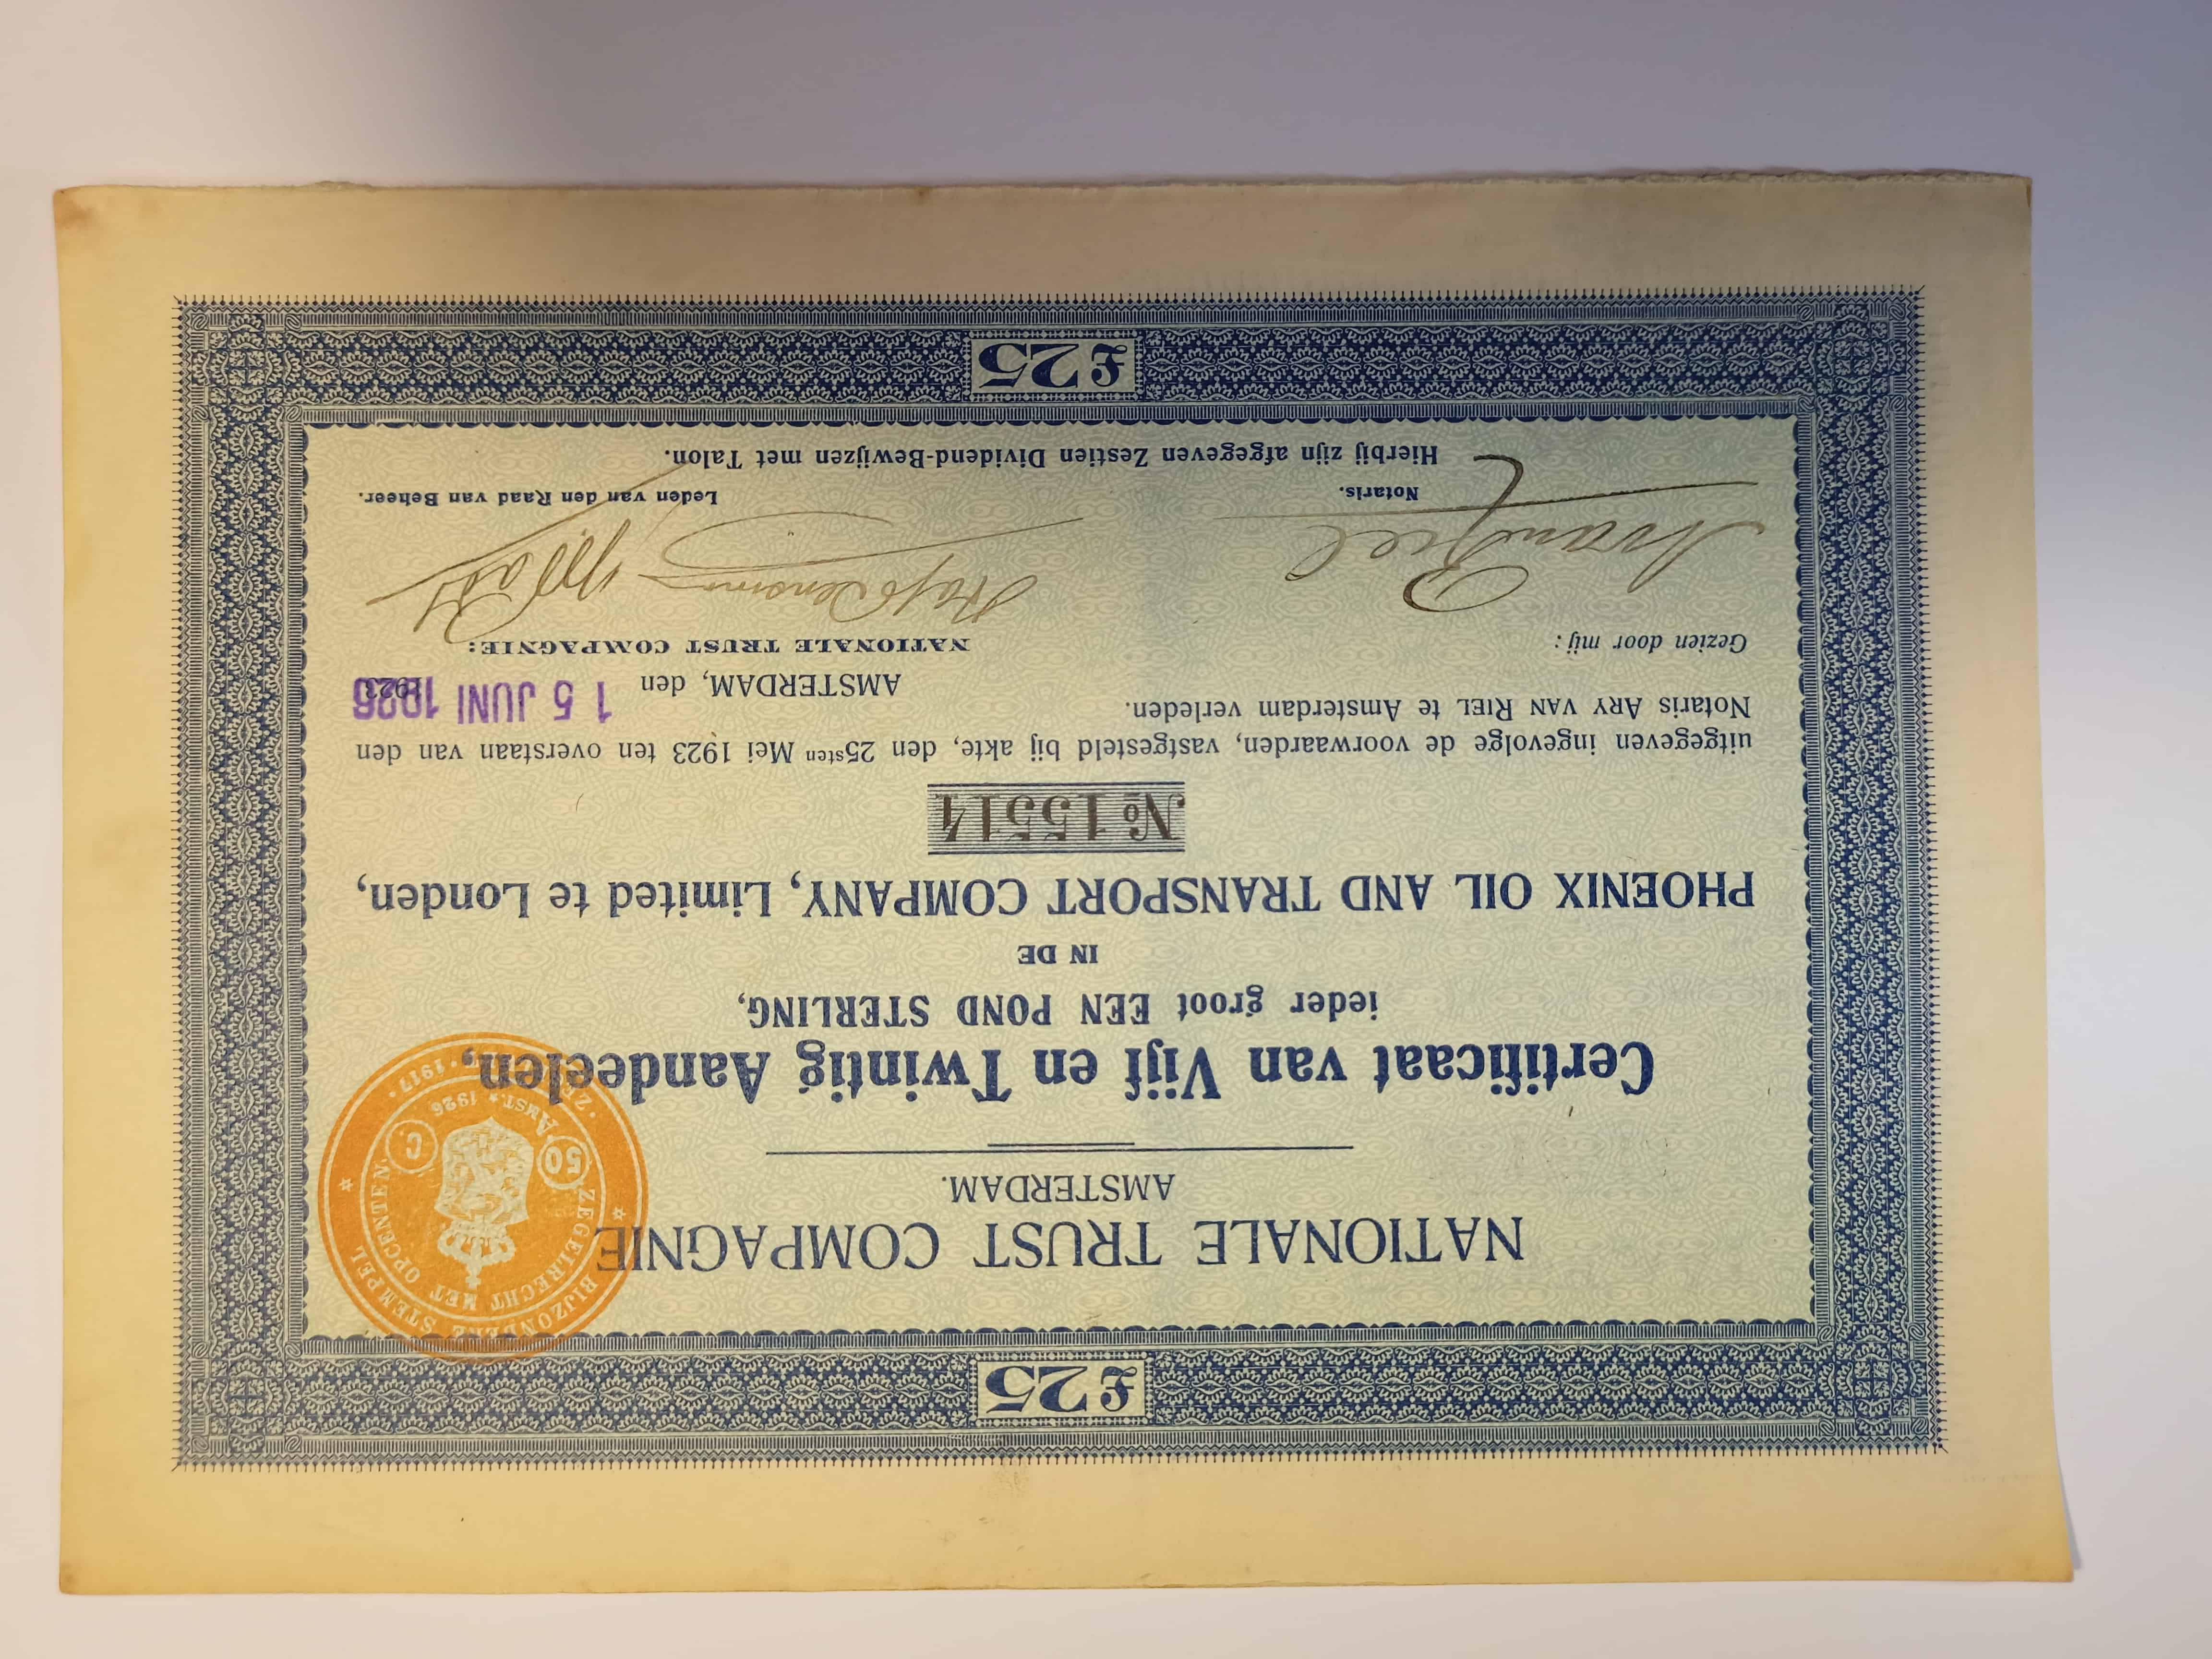 £25
NATIONALE TRUST COMPAGNIE
AMSTERDAM.
BIJZONDERE STEMPEL
ZEGELRECHT MET OPCENTEN.
50 C.
AMST. * 1926
1917.
Certificaat van Vijf en Twintig Aandeelen,
ieder groot EEN POND STERLING,
IN DE
PHOENIX OIL AND TRANSPORT COMPANY, Limited te Londen,
№ 15514
uitgegeven ingevolge de voorwaarden, vastgesteld bij akte, den 25sten Mei 1923 ten overstaan van den
Notaris ARY VAN RIEL te Amsterdam verleden.
AMSTERDAM, den 15 JUNI 1926 1923
Gezien door mij:
NATIONALE TRUST COMPAGNIE:
AvanRiel
Notaris.
Leden van den Raad van Beheer.
Hierbij zijn afgegeven Zestien Dividend-Bewijzen met Talon.
£25